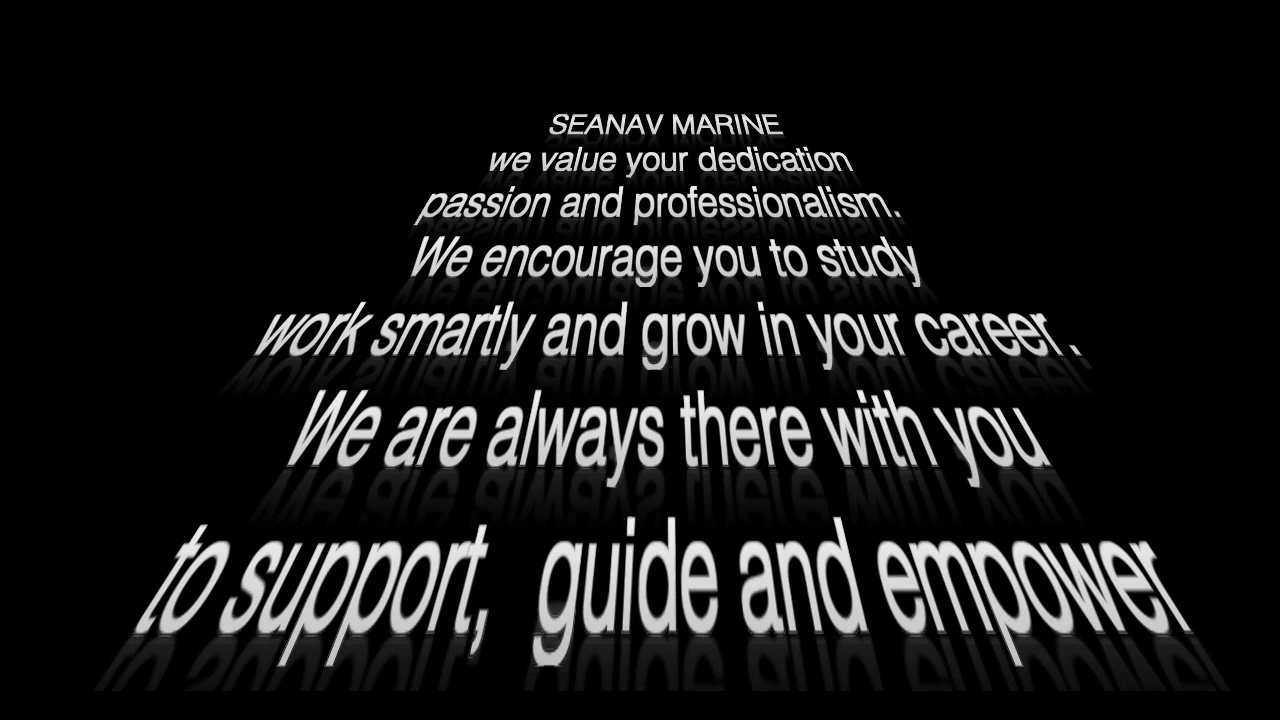 SEANAV MARINE
we value your dedication
passion and professionalism.
We encourage you to study
work smartly and grow in your career.
We are always there with you
to support, guide and empower